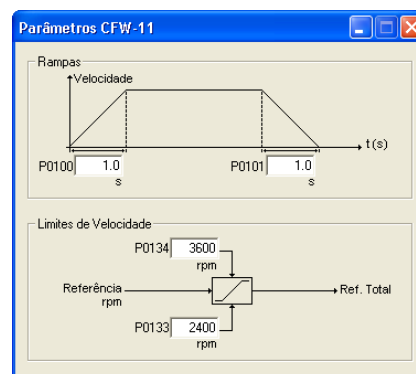 Parâmetros CFW-11
Rampas
Velocidade
t(s)
P0100 1.0 s
P0101 1.0 s
Limites de Velocidade
P0134 3600 rpm
Referência rpm
Ref. Total
P0133 2400 rpm